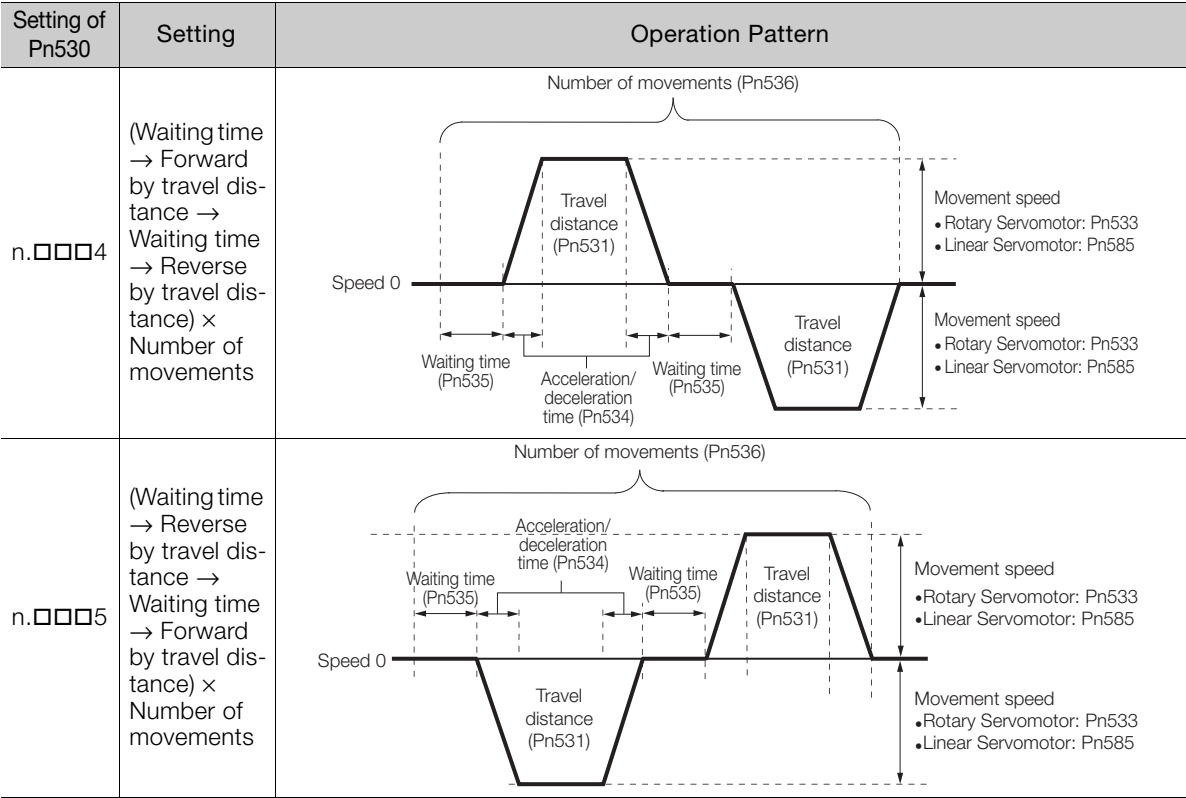 Setting of
Pn530
Setting
Operation Pattern
n.□□□4
(Waiting time
→ Forward
by travel dis-
tance →
Waiting time
→ Reverse
by travel dis-
tance) ×
Number of
movements
Number of movements (Pn536)
Travel
distance
(Pn531)
Movement speed
• Rotary Servomotor: Pn533
• Linear Servomotor: Pn585
Speed 0
Waiting time
(Pn535)
Acceleration/
deceleration
time (Pn534)
Waiting time
(Pn535)
Travel
distance
(Pn531)
Movement speed
• Rotary Servomotor: Pn533
• Linear Servomotor: Pn585
n.□□□5
(Waiting time
→ Reverse
by travel dis-
tance →
Waiting time
→ Forward
by travel dis-
tance) ×
Number of
movements
Number of movements (Pn536)
Acceleration/
deceleration
time (Pn534)
Waiting time
(Pn535)
Waiting time
(Pn535)
Travel
distance
(Pn531)
Movement speed
•Rotary Servomotor: Pn533
•Linear Servomotor: Pn585
Speed 0
Travel
distance
(Pn531)
Movement speed
•Rotary Servomotor: Pn533
•Linear Servomotor: Pn585